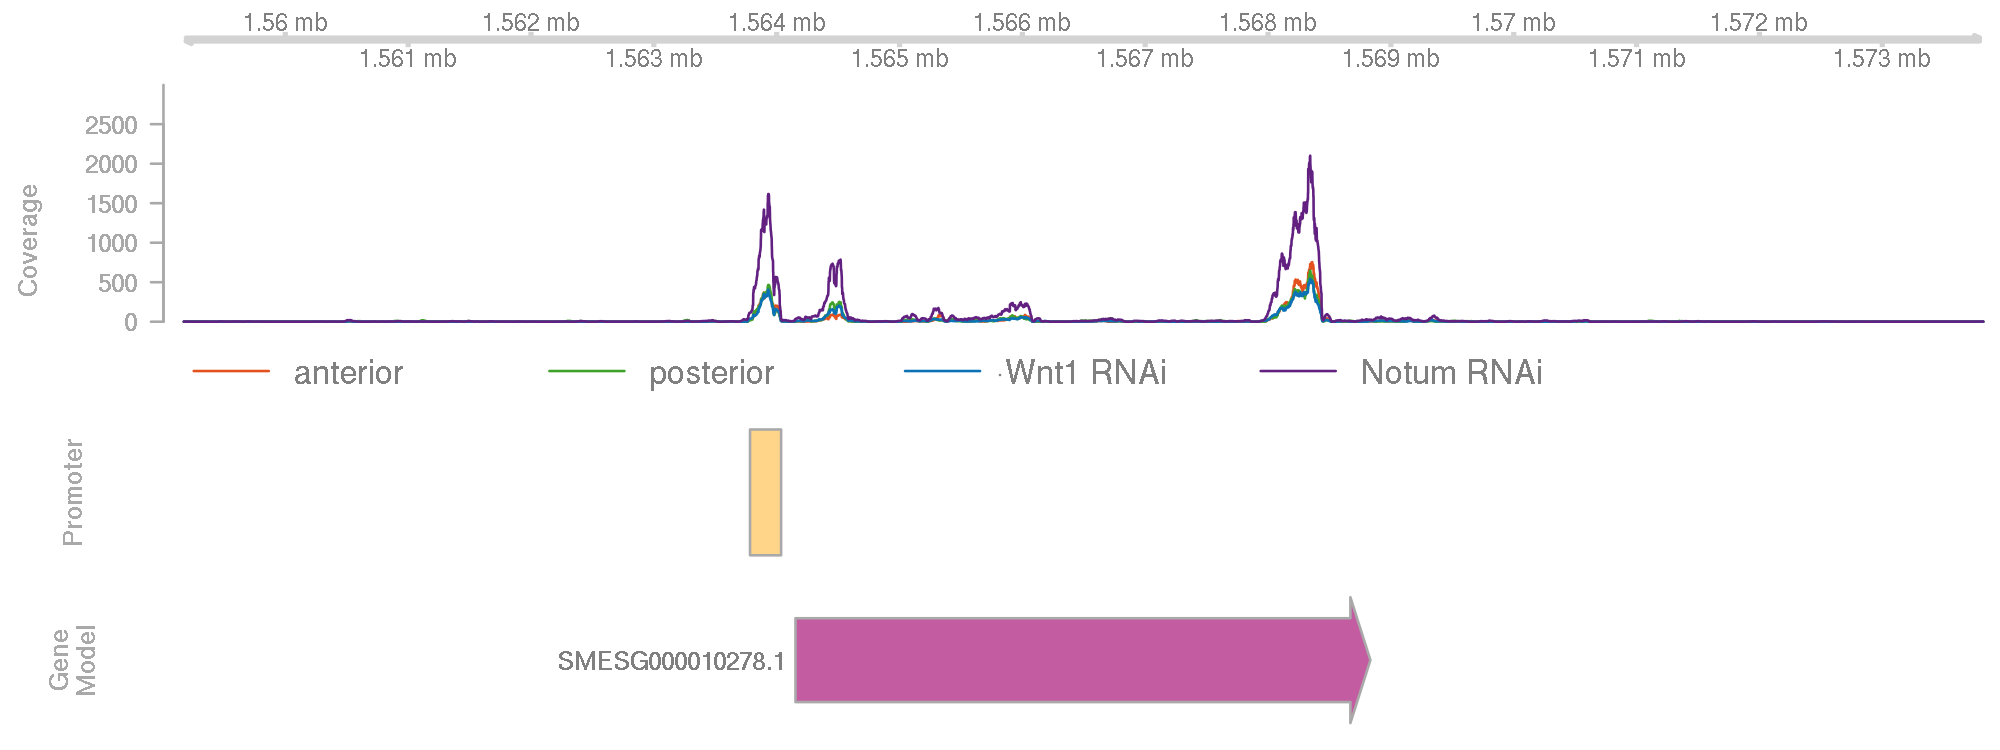 1.56 mb 1.562 mb 1.564 mb 1.566 mb 1.568 mb 1.57 mb 1.572 mb
1.561 mb 1.563 mb 1.565 mb 1.567 mb 1.569 mb 1.571 mb 1.573 mb
Coverage
2500
2000
1500
1000
500
0
anterior posterior Wnt1 RNAi Notum RNAi
Promoter
Gene
Model
SMESG000010278.1